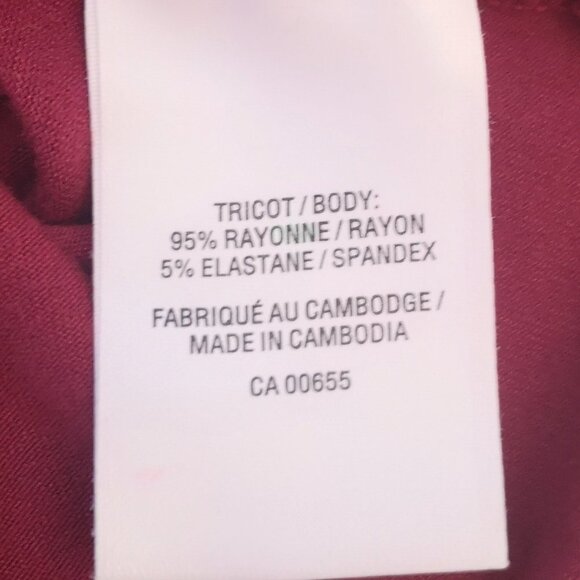 TRICOT / BODY:
95% RAYONNE / RAYON
5% ELASTANE / SPANDEX
FABRIQUÉ AU CAMBODGE /
MADE IN CAMBODIA
CA 00655